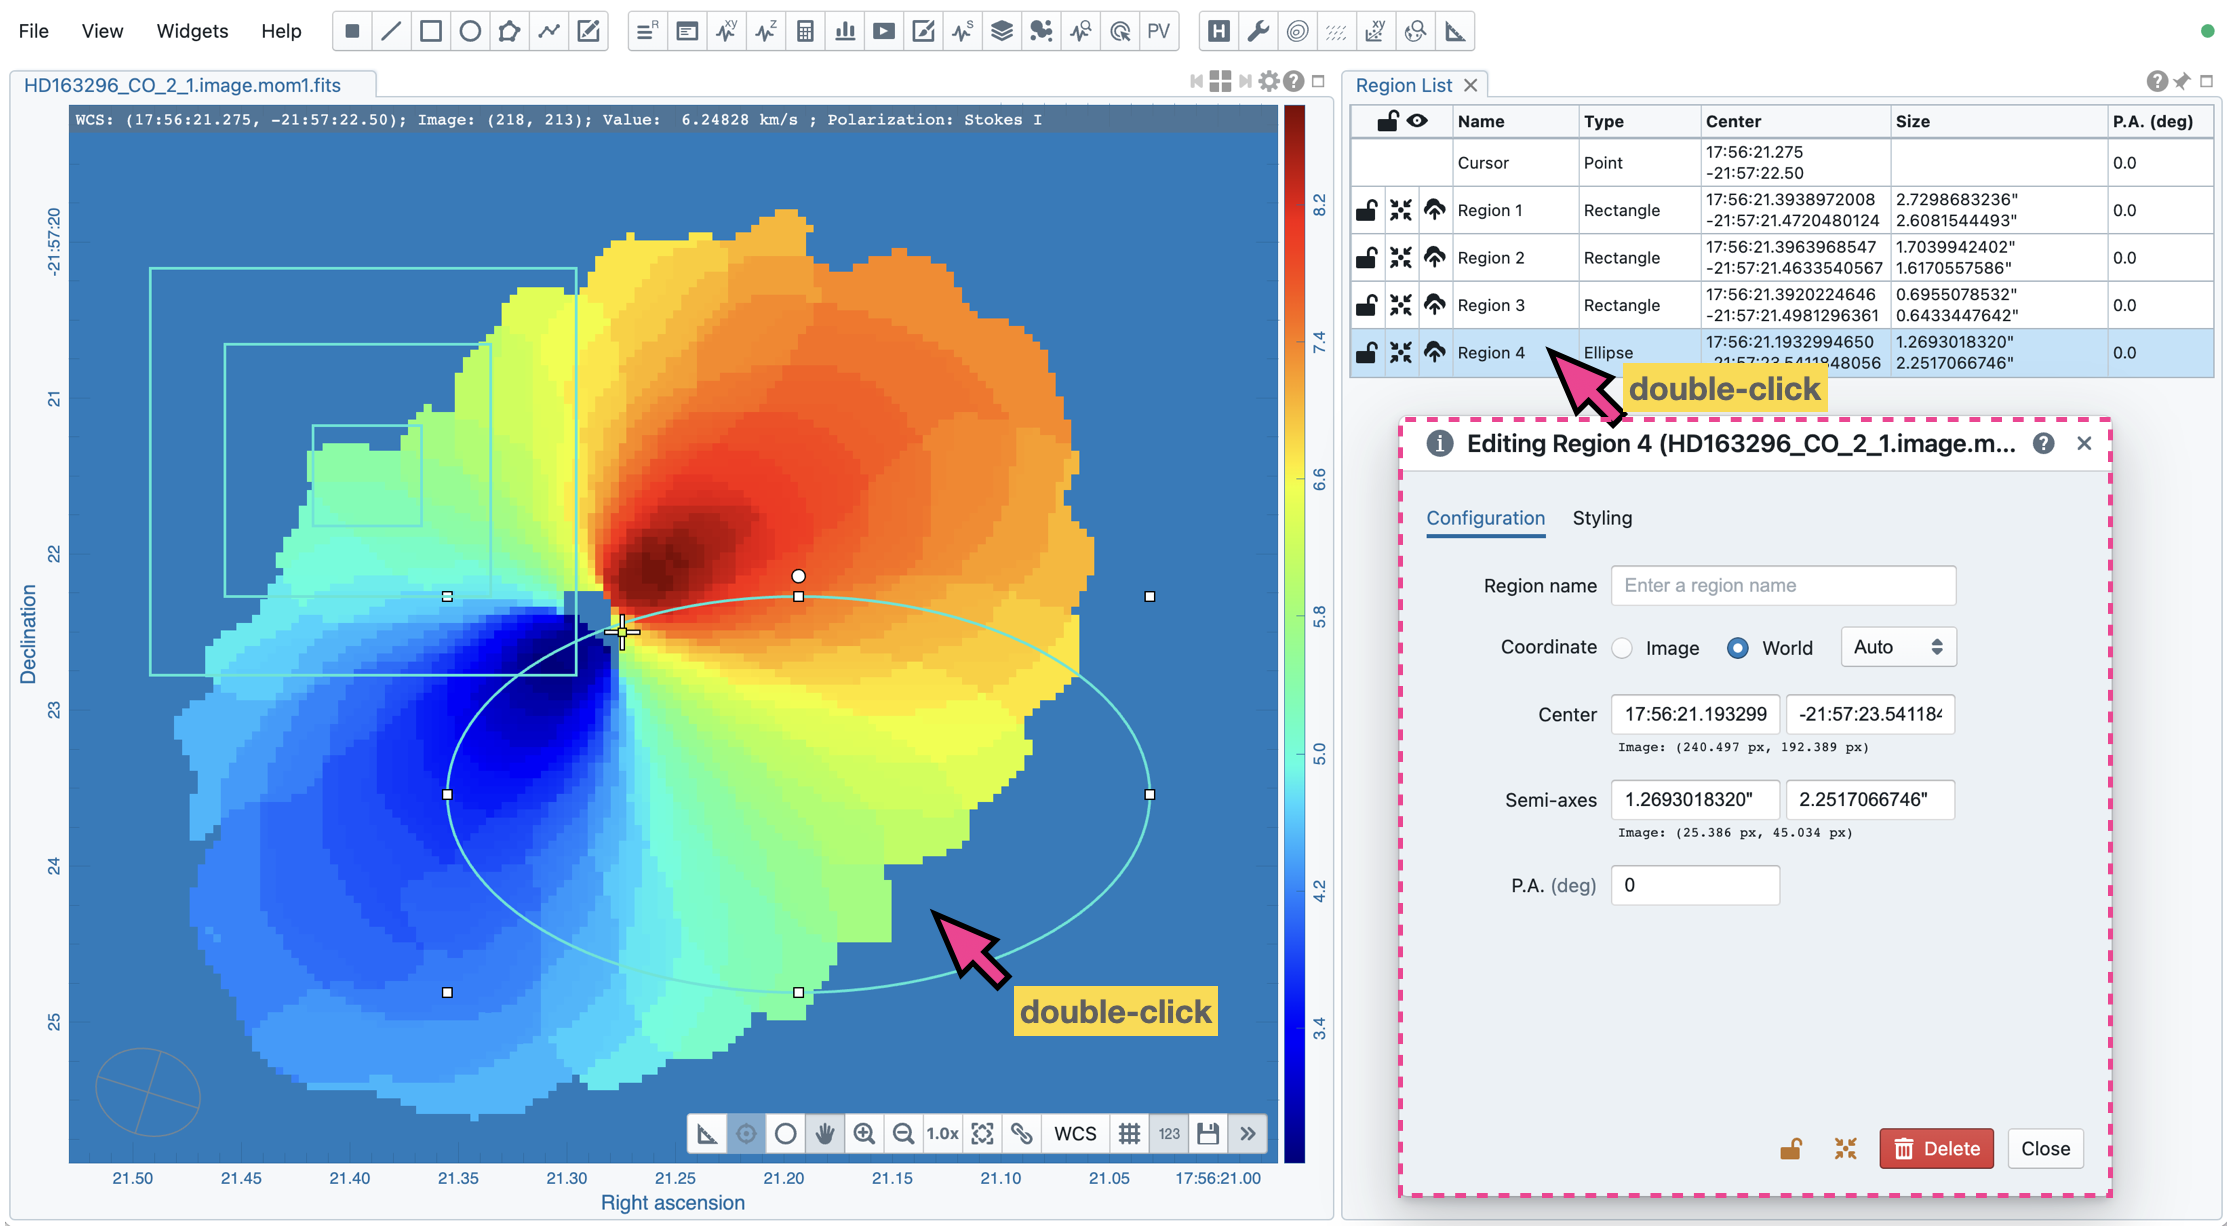 File View Widgets Help
R XY Z S PV H XY
HD163296_CO_2_1.image.mom1.fits
WCS: (17:56:21.275, -21:57:22.50); Image: (218, 213); Value: 6.24828 km/s ; Polarization: Stokes I
-21:57:20
21
22
23
24
25
Declination
21.50 21.45 21.40 21.35 21.30 21.25 21.20 21.15 21.10 21.05 17:56:21.00
Right ascension
8.2
7.4
6.6
5.8
5.0
4.2
3.4
double-click
1.0x WCS 123
Region List
Name Type Center Size P.A. (deg)
Cursor Point 17:56:21.275 0.0
-21:57:22.50
Region 1 Rectangle 17:56:21.3938972008 2.7298683236" 0.0
-21:57:21.4720480124 2.6081544493"
Region 2 Rectangle 17:56:21.3963968547 1.7039942402" 0.0
-21:57:21.4633540567 1.6170557586"
Region 3 Rectangle 17:56:21.3920224646 0.6955078532" 0.0
-21:57:21.4981296361 0.6433447642"
Region 4 Ellipse 17:56:21.1932994650 1.2693018320" 0.0
-21:57:23.5411848056 2.2517066746"
double-click
Editing Region 4 (HD163296_CO_2_1.image.m...
Configuration Styling
Region name Enter a region name
Coordinate Image World Auto
Center 17:56:21.193299 -21:57:23.541184
Image: (240.497 px, 192.389 px)
Semi-axes 1.2693018320" 2.2517066746"
Image: (25.386 px, 45.034 px)
P.A. (deg) 0
Delete Close